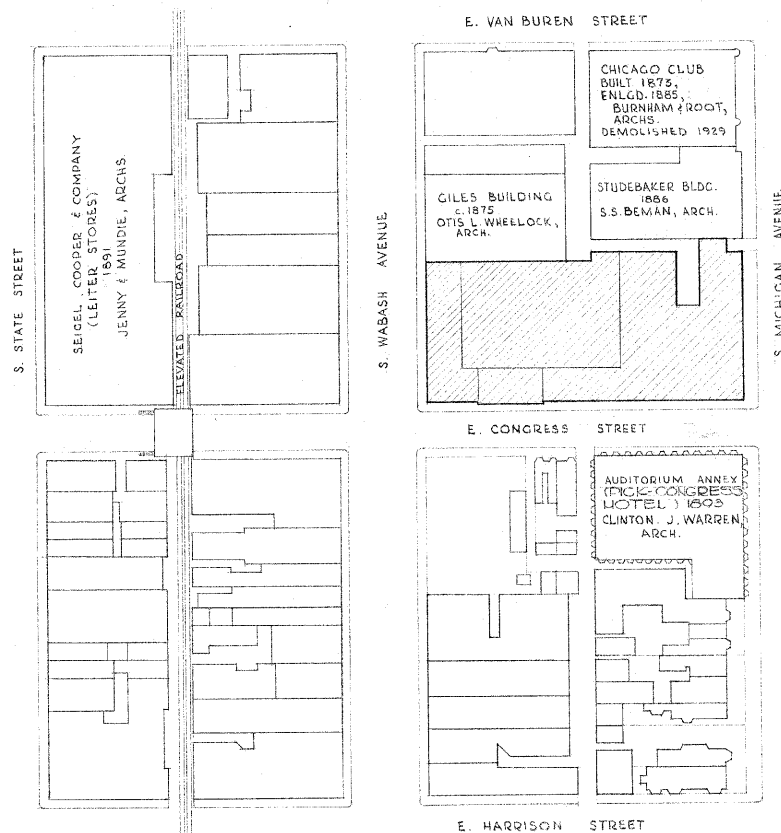 E. VAN BUREN STREET
CHICAGO CLUB
BUILT 1873,
ENLGD. 1885,
BURNHAM & ROOT,
ARCHS.
DEMOLISHED 1929
SEIGEL, COOPER & COMPANY
(LEITER STORES)
1891
JENNY & MUNDIE, ARCHS.
GILES BUILDING
c. 1875
OTIS L. WHEELOCK,
ARCH.
STUDEBAKER BLDG.
1886
S.S. BEMAN, ARCH.
S. STATE STREET
ELEVATED RAILROAD
S. WABASH AVENUE
S. MICHIGAN AVENUE
E. CONGRESS STREET
AUDITORIUM ANNEX
(PICK-CONGRESS
HOTEL) 1893
CLINTON J. WARREN,
ARCH.
E. HARRISON STREET